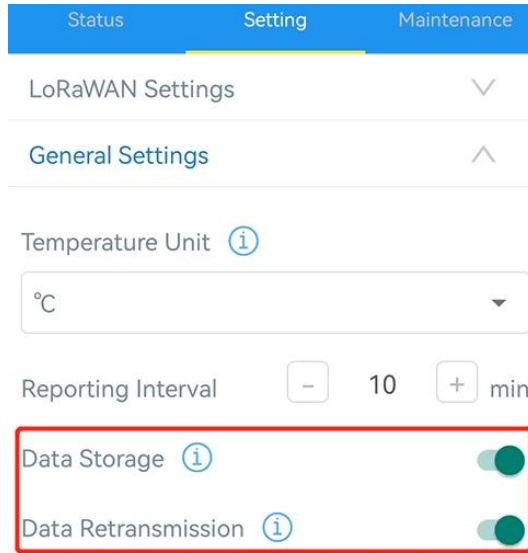 Status Setting Maintenance
LoRaWAN Settings
General Settings
Temperature Unit i
℃
Reporting Interval - 10 + min
Data Storage i
Data Retransmission i